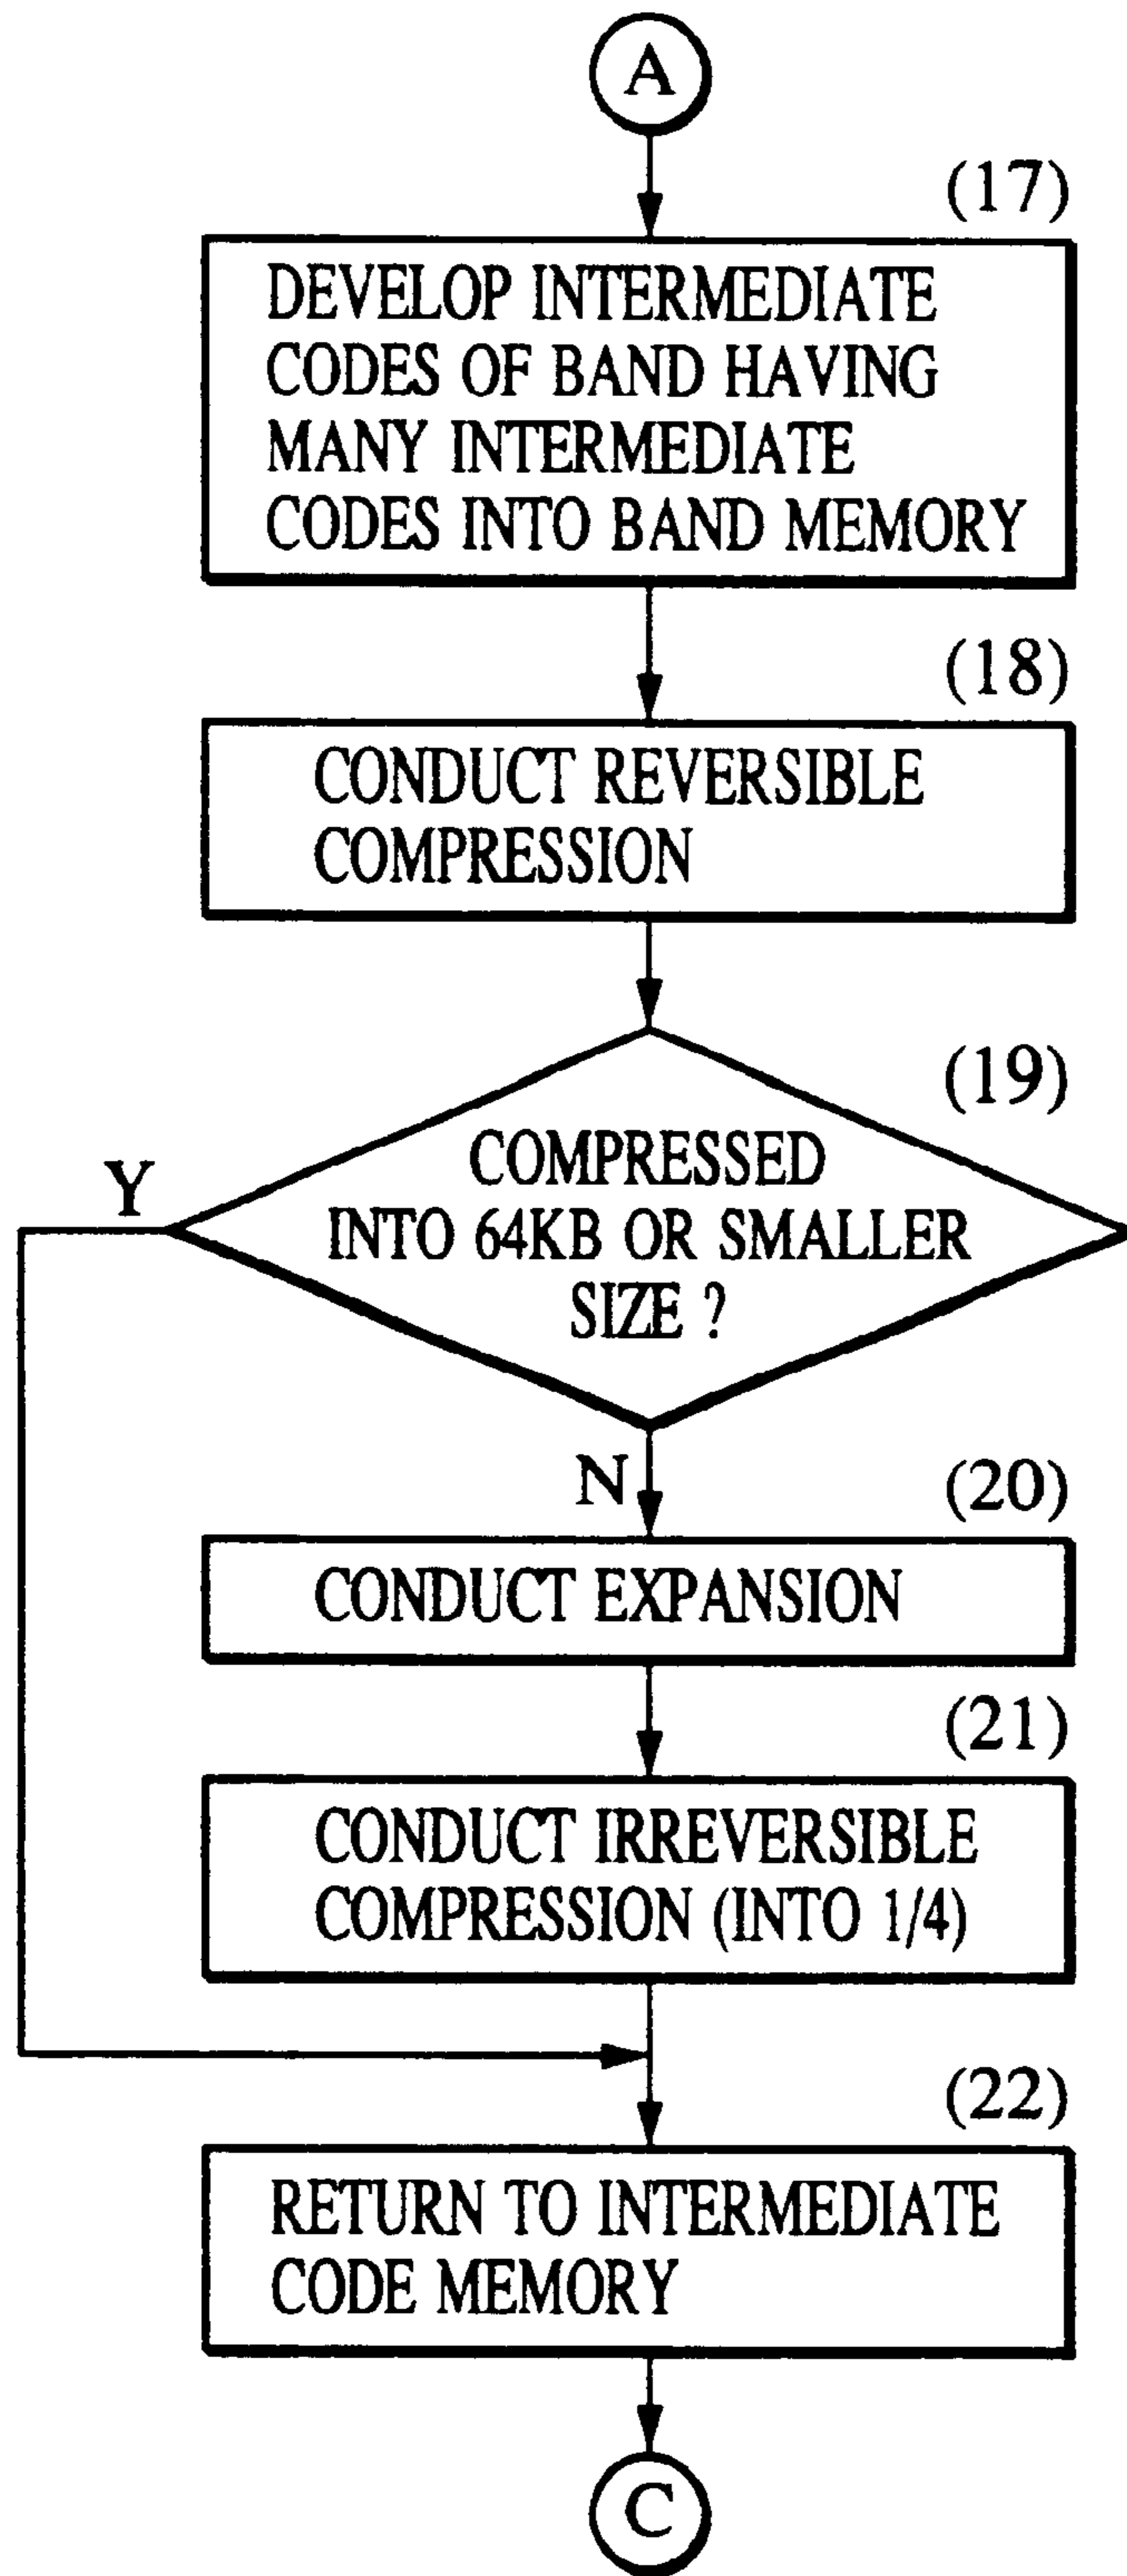 A
(17)
DEVELOP INTERMEDIATE
CODES OF BAND HAVING
MANY INTERMEDIATE
CODES INTO BAND MEMORY
(18)
CONDUCT REVERSIBLE
COMPRESSION
(19)
COMPRESSED
INTO 64KB OR SMALLER
SIZE ?
Y
N
(20)
CONDUCT EXPANSION
(21)
CONDUCT IRREVERSIBLE
COMPRESSION (INTO 1/4)
(22)
RETURN TO INTERMEDIATE
CODE MEMORY
C